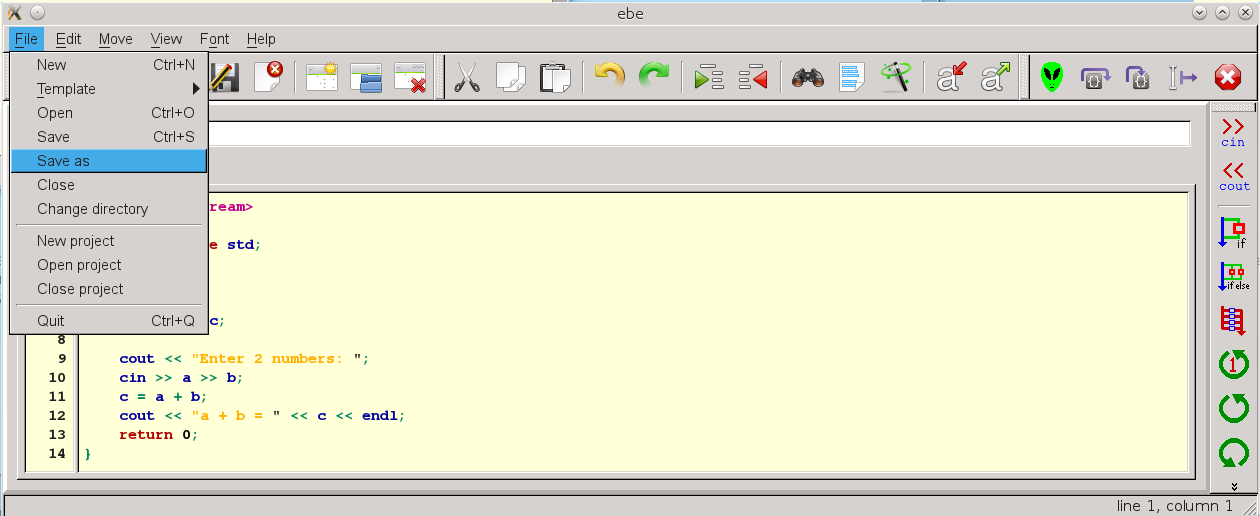 ebe
File Edit Move View Font Help
New Ctrl+N
Template
Open Ctrl+O
Save Ctrl+S
Save as
Close
Change directory
New project
Open project
Close project
Quit Ctrl+Q
a a
cin
cout
if
if else
1
ream>
e std;
c;
8
9 cout << "Enter 2 numbers: ";
10 cin >> a >> b;
11 c = a + b;
12 cout << "a + b = " << c << endl;
13 return 0;
14 }
line 1, column 1